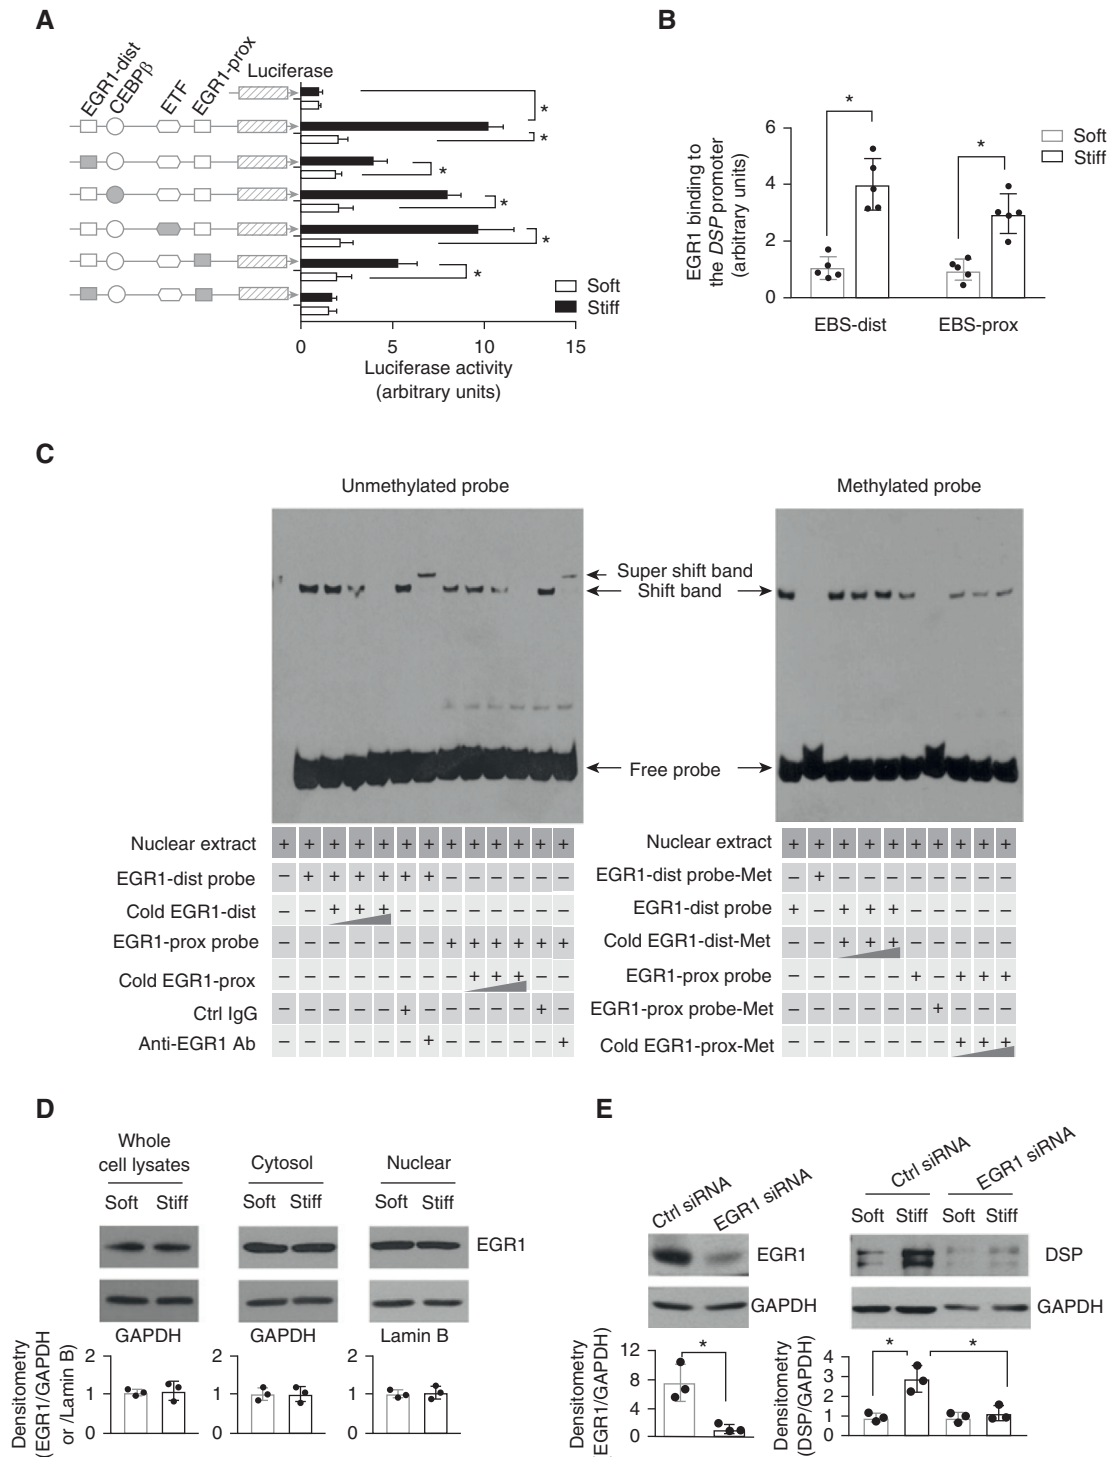 A
EGR1-dist
CEBPβ
ETF
EGR1-prox
Luciferase
*
*
*
*
*
*
Soft
Stiff
0 5 10 15
Luciferase activity
(arbitrary units)
B
EGR1 binding to
the DSP promoter
(arbitrary units)
6
4
2
0
*
*
Soft
Stiff
EBS-dist EBS-prox
C
Unmethylated probe
Methylated probe
Super shift band
Shift band
Free probe
Nuclear extract + + + + + + + + + + + + +
EGR1-dist probe – + + + + + + – – – – – –
Cold EGR1-dist – – + + + – – – – – – – –
EGR1-prox probe – – – – – – – + + + + + +
Cold EGR1-prox – – – – – – – – + + + – –
Ctrl IgG – – – – – + – – – – – + –
Anti-EGR1 Ab – – – – – – + – – – – – +
Nuclear extract + + + + + + + + + +
EGR1-dist probe-Met – + – – – – – – – –
EGR1-dist probe + – + + + – – – – –
Cold EGR1-dist-Met – – + + + – – – – –
EGR1-prox probe – – – – – + – + + +
EGR1-prox probe-Met – – – – – – + – – –
Cold EGR1-prox-Met – – – – – – – + + +
D
Whole
cell lysates
Cytosol
Nuclear
Soft Stiff
Soft Stiff
Soft Stiff
EGR1
GAPDH
GAPDH
Lamin B
Densitometry
(EGR1/GAPDH
or /Lamin B)
2
1
0
2
1
0
2
1
0
E
Ctrl siRNA
EGR1 siRNA
EGR1
GAPDH
Densitometry
(EGR1/GAPDH)
12
8
4
0
*
Ctrl siRNA
EGR1 siRNA
Soft Stiff Soft Stiff
DSP
GAPDH
Densitometry
(DSP/GAPDH)
4
3
2
1
0
*
*